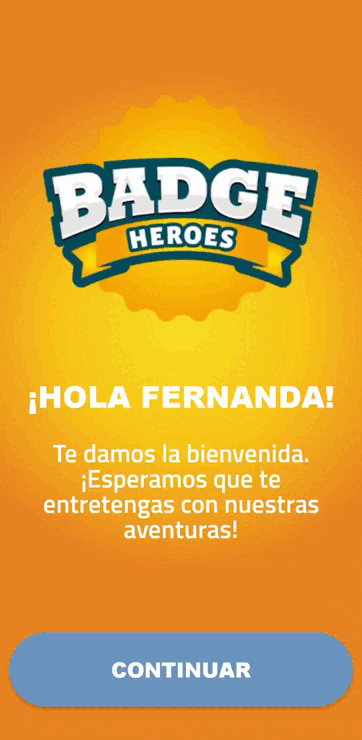 BADGE
HEROES
¡HOLA FERNANDA!
Te damos la bienvenida.
¡Esperamos que te
entretengas con nuestras
aventuras!
CONTINUAR